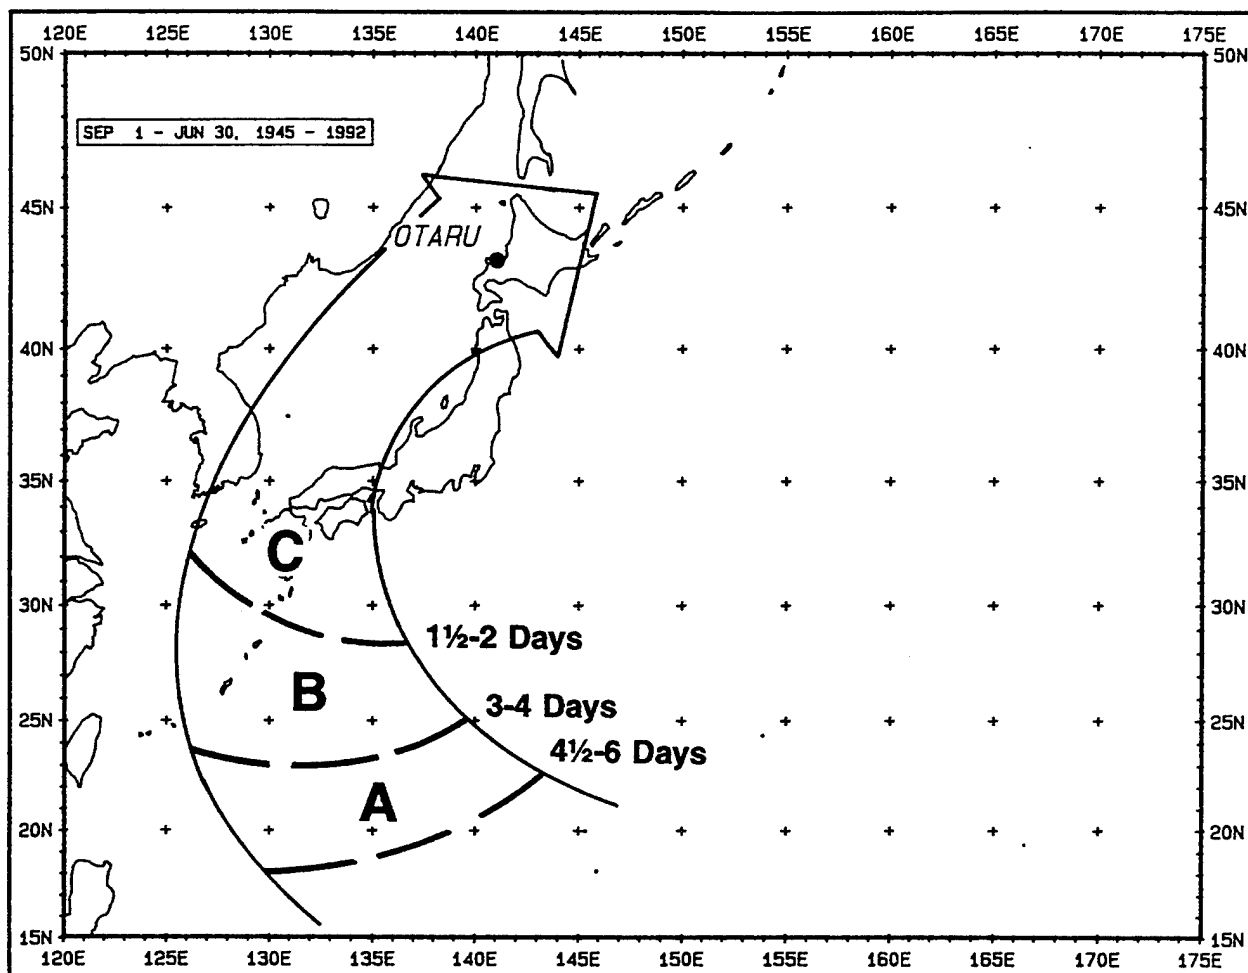 120E 125E 130E 135E 140E 145E 150E 155E 160E 165E 170E 175E
50N 50N
SEP 1 - JUN 30, 1945 - 1992
45N 45N
OTARU
40N 40N
35N 35N
C
30N 30N
1½-2 Days
B
3-4 Days
25N 25N
4½-6 Days
A
20N 20N
15N 15N
120E 125E 130E 135E 140E 145E 150E 155E 160E 165E 170E 175E